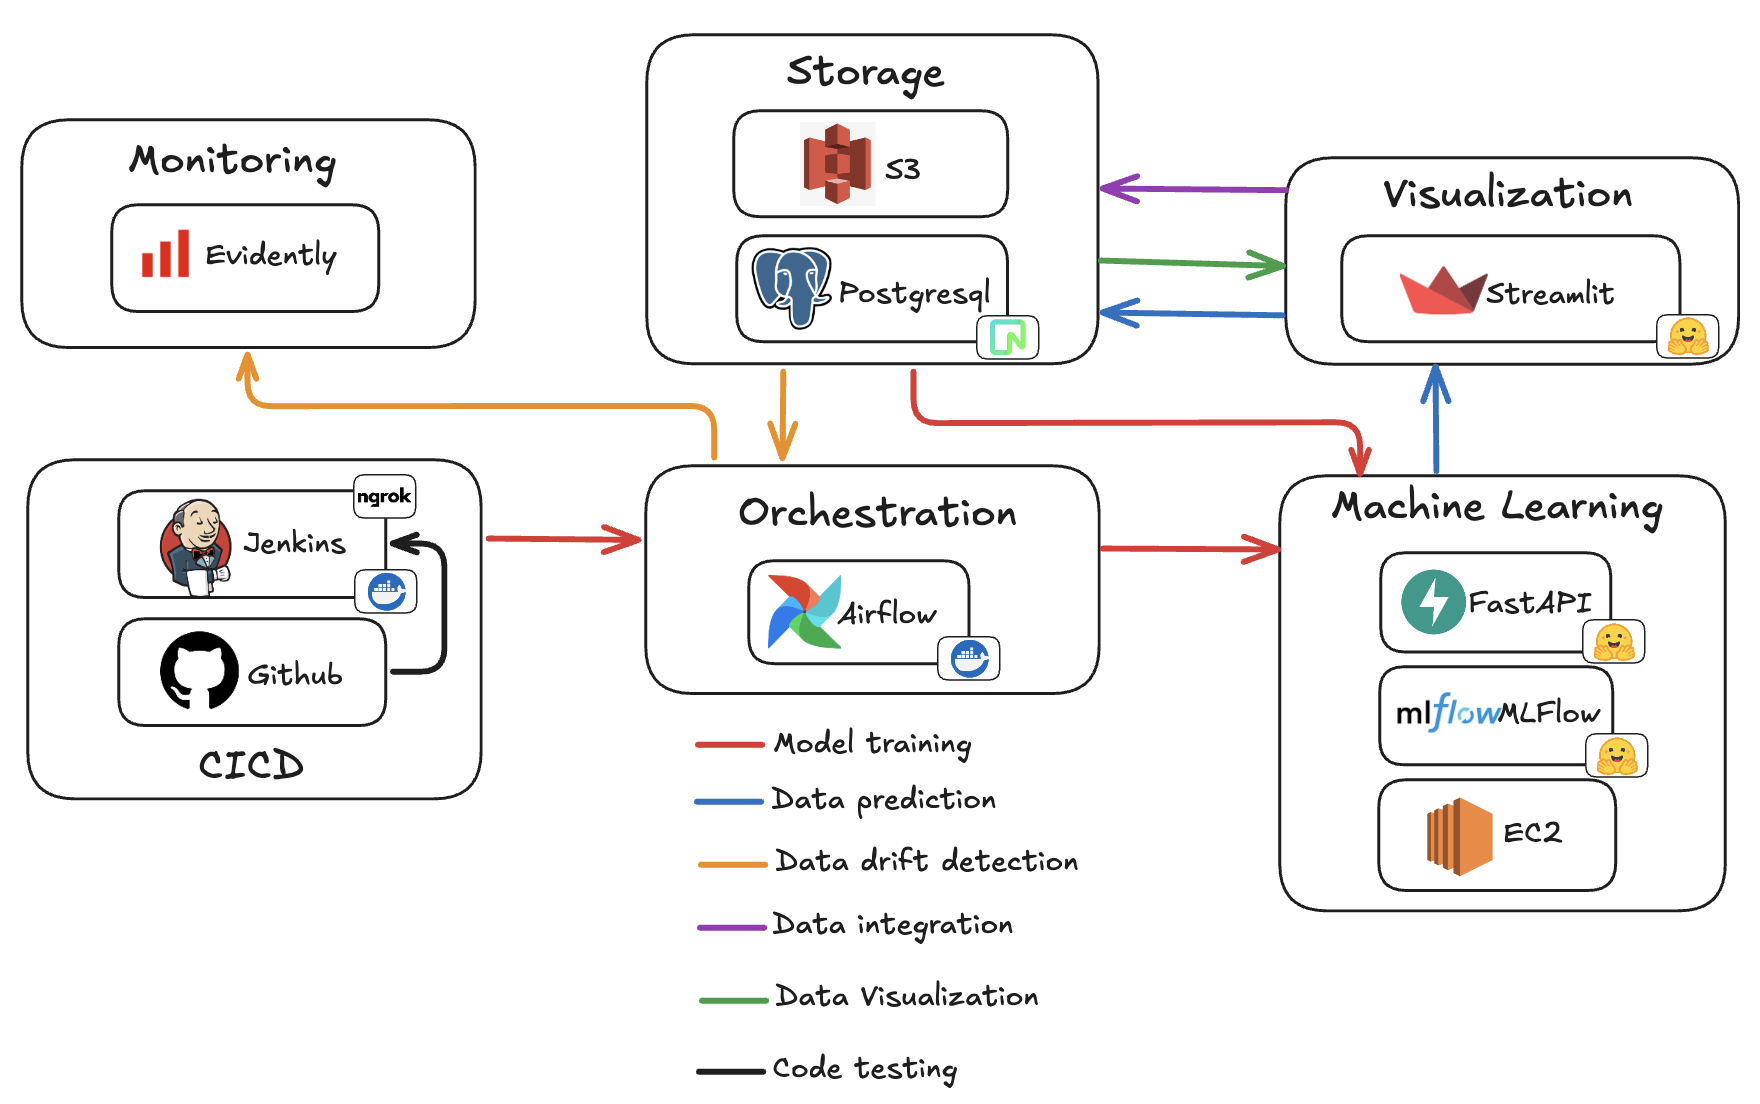 Storage
S3
Postgresql
Monitoring
Evidently
Visualization
Streamlit
ngrok
Jenkins
Github
CICD
Orchestration
Airflow
Machine Learning
FastAPI
mlflow MLFlow
EC2
Model training
Data prediction
Data drift detection
Data integration
Data Visualization
Code testing